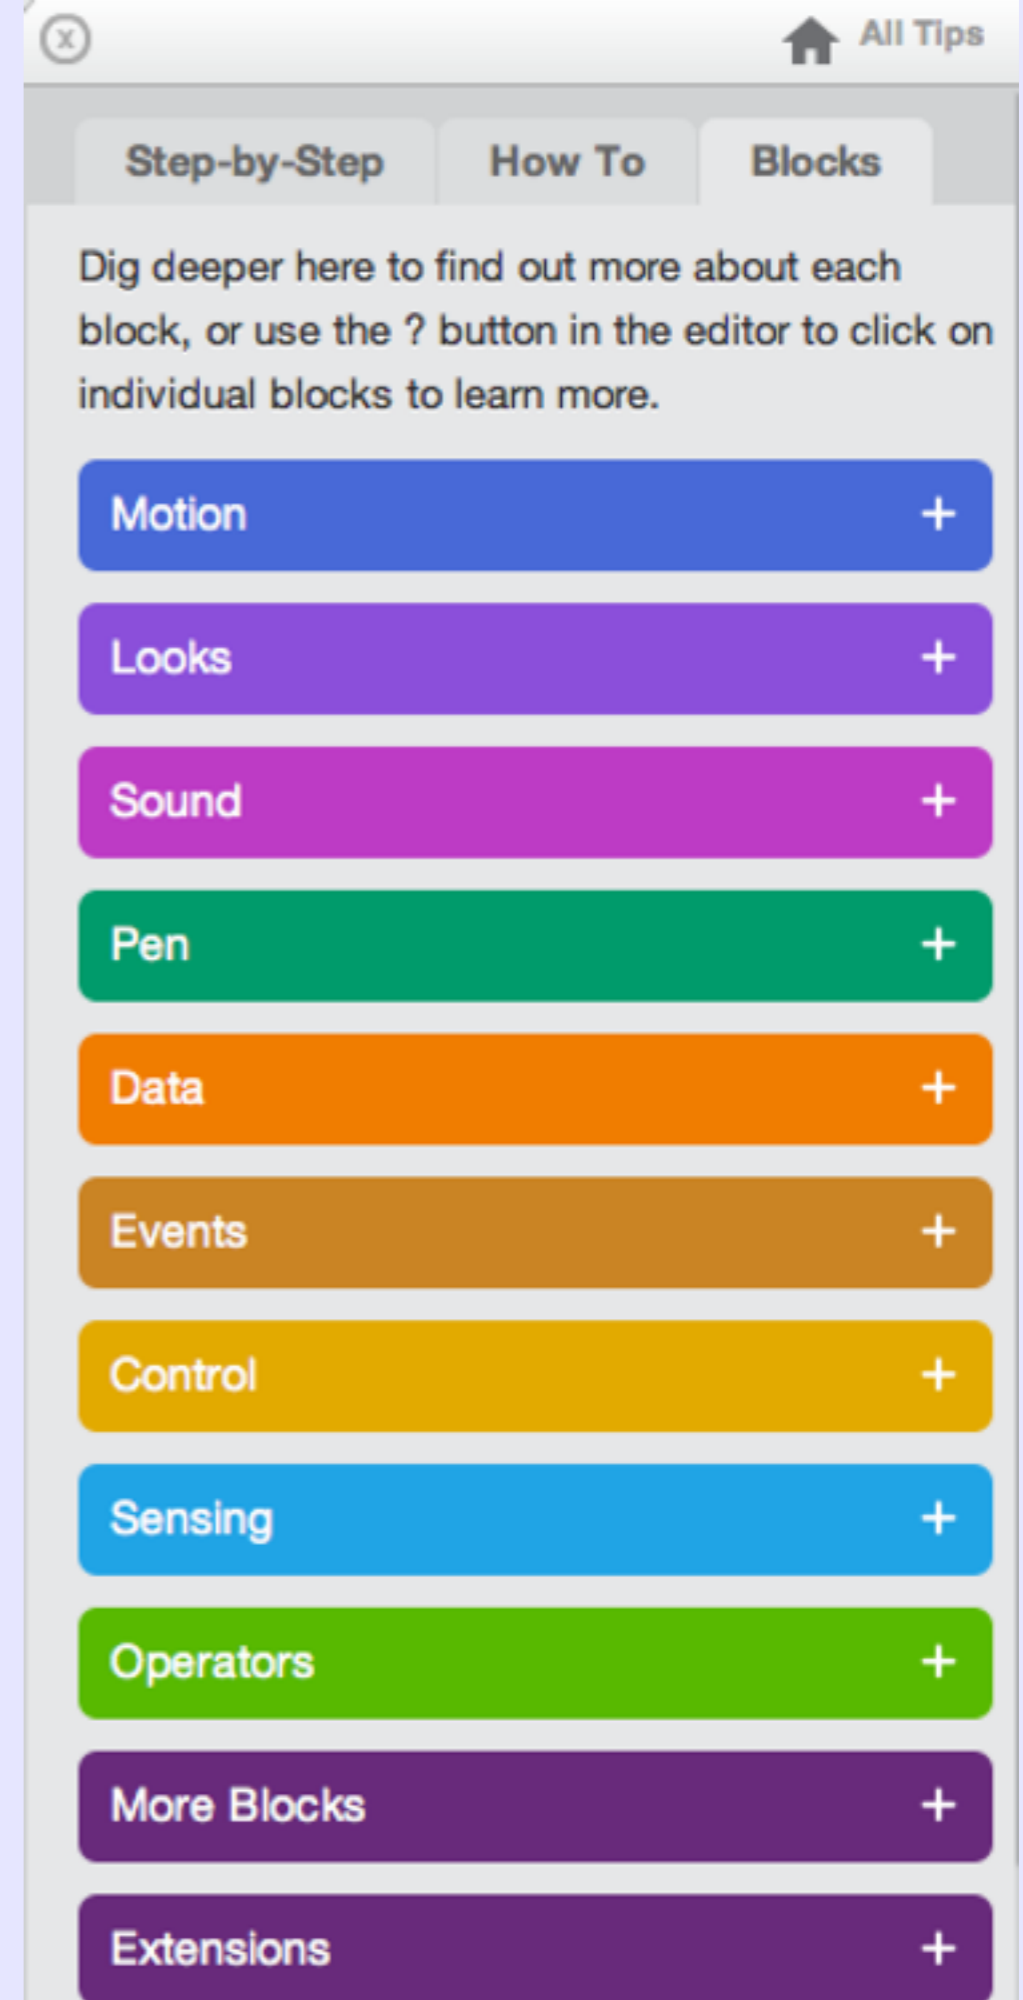 x
All Tips
Step-by-Step How To Blocks
Dig deeper here to find out more about each
block, or use the ? button in the editor to click on
individual blocks to learn more.
Motion +
Looks +
Sound +
Pen +
Data +
Events +
Control +
Sensing +
Operators +
More Blocks +
Extensions +